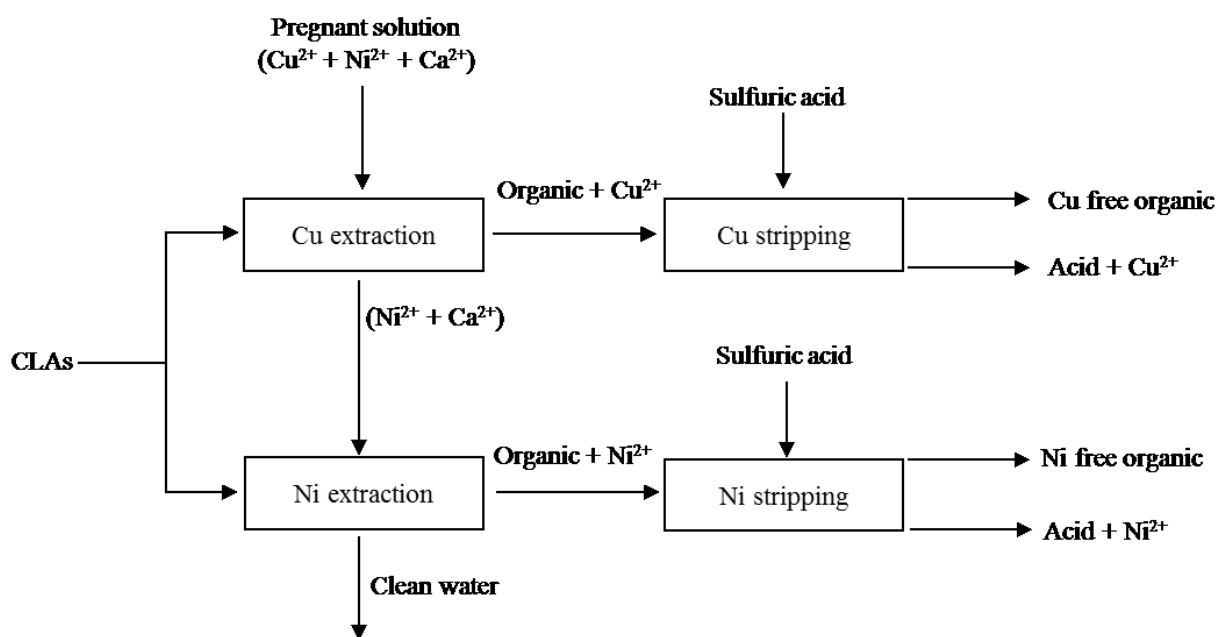 Pregnant solution
(Cu²⁺ + Ni²⁺ + Ca²⁺)
Sulfuric acid
Organic + Cu²⁺
Cu extraction
Cu stripping
Cu free organic
Acid + Cu²⁺
(Ni²⁺ + Ca²⁺)
CLAs
Sulfuric acid
Organic + Ni²⁺
Ni extraction
Ni stripping
Ni free organic
Acid + Ni²⁺
Clean water